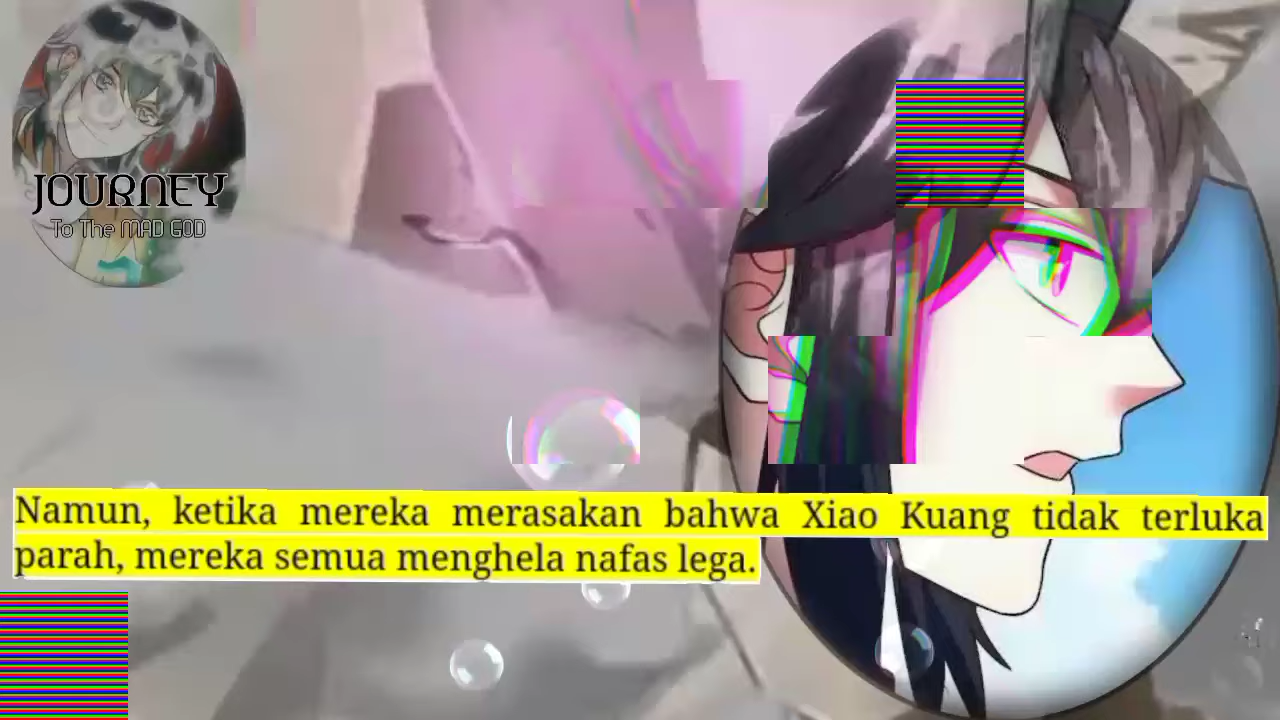 JOURNEY
To The MAD GOD
Namun, ketika mereka merasakan bahwa Xiao Kuang tidak terluka
parah, mereka semua menghela nafas lega.